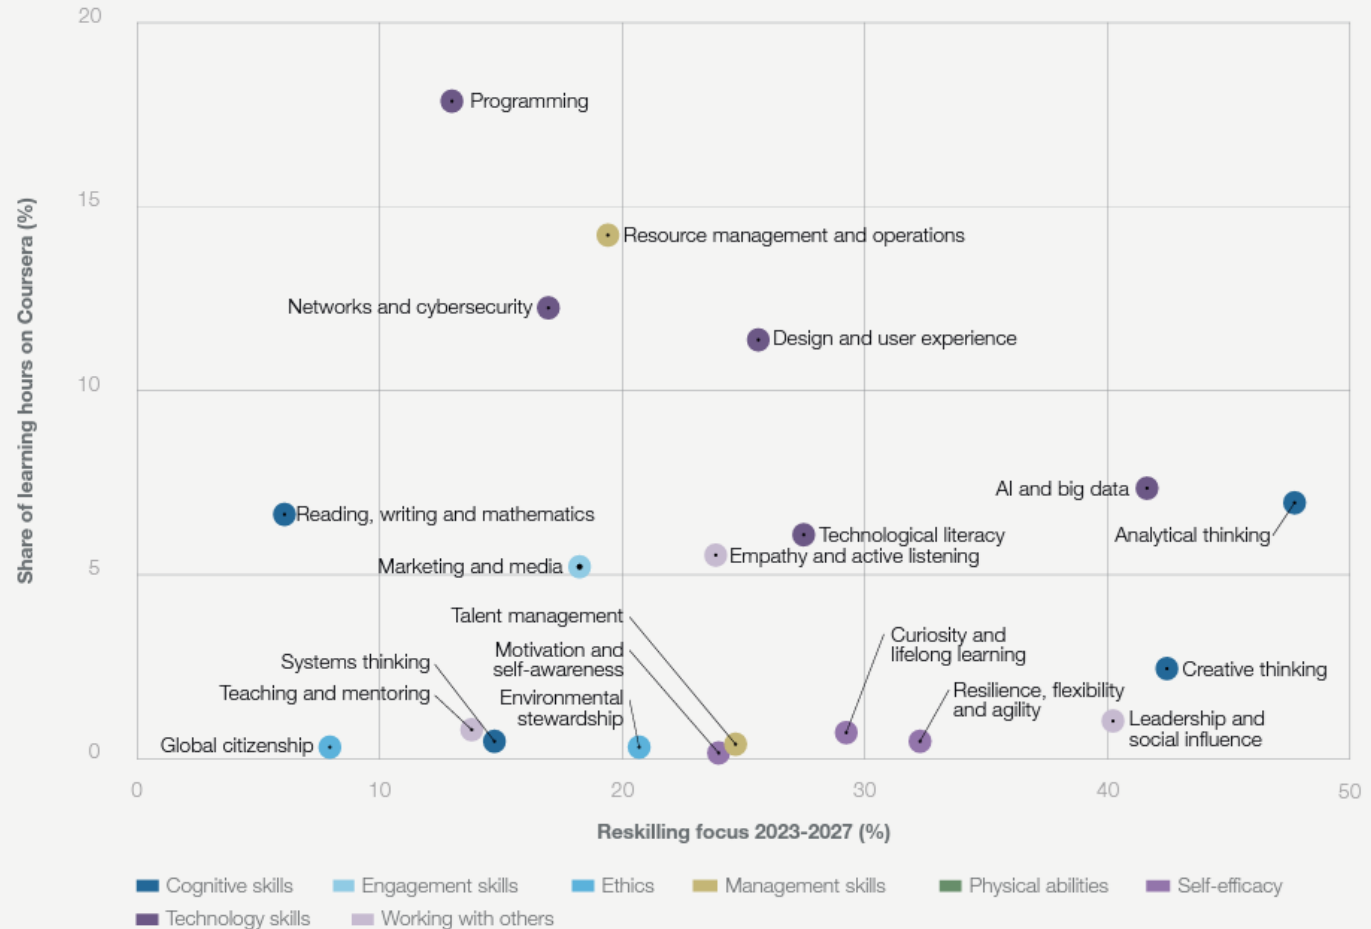 20
Programming
15
Resource management and operations
Networks and cybersecurity
Design and user experience
10
AI and big data
Reading, writing and mathematics
Technological literacy
Analytical thinking
Empathy and active listening
Marketing and media
5
Talent management
Curiosity and
lifelong learning
Motivation and
self-awareness
Systems thinking
Creative thinking
Teaching and mentoring
Environmental
stewardship
Resilience, flexibility
and agility
Leadership and
social influence
Global citizenship
0
0
10
20
30
40
50
Share of learning hours on Coursera (%)
Reskilling focus 2023-2027 (%)
Cognitive skills
Engagement skills
Ethics
Management skills
Physical abilities
Self-efficacy
Technology skills
Working with others